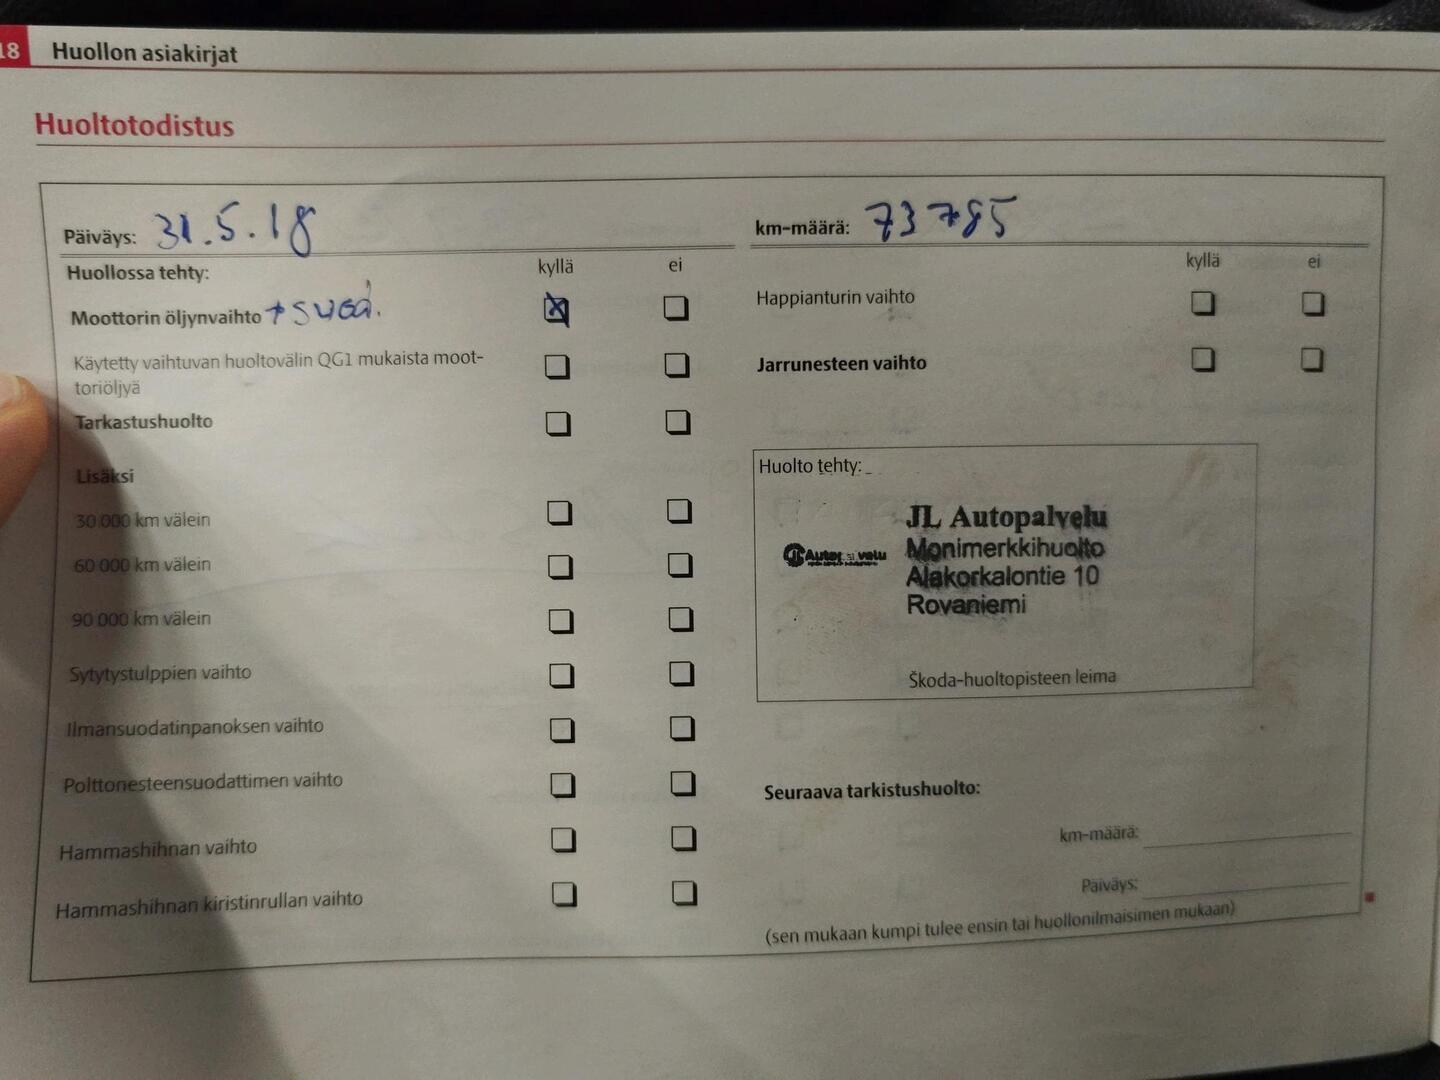 18 Huollon asiakirjat
Huoltotodistus
Päiväys: 31.5.18
Huollossa tehty: kyllä ei
Moottorin öljynvaihto + suod.
Käytetty vaihtuvan huoltovälin QG1 mukaista moot-
toriöljyä
Tarkastushuolto
Lisäksi
30 000 km välein
60 000 km välein
90 000 km välein
Sytytystulppien vaihto
Ilmansuodatinpanoksen vaihto
Polttonesteensuodattimen vaihto
Hammashihnan vaihto
Hammashihnan kiristinrullan vaihto
km-määrä: 73785
kyllä ei
Happianturin vaihto
Jarrunesteen vaihto
Huolto tehty:
JL Autopalvelu
Monimerkkihuolto
Alakorkalontie 10
Rovaniemi
Škoda-huoltopisteen leima
Seuraava tarkistushuolto:
km-määrä:
Päiväys:
(sen mukaan kumpi tulee ensin tai huollonilmaisimen mukaan)